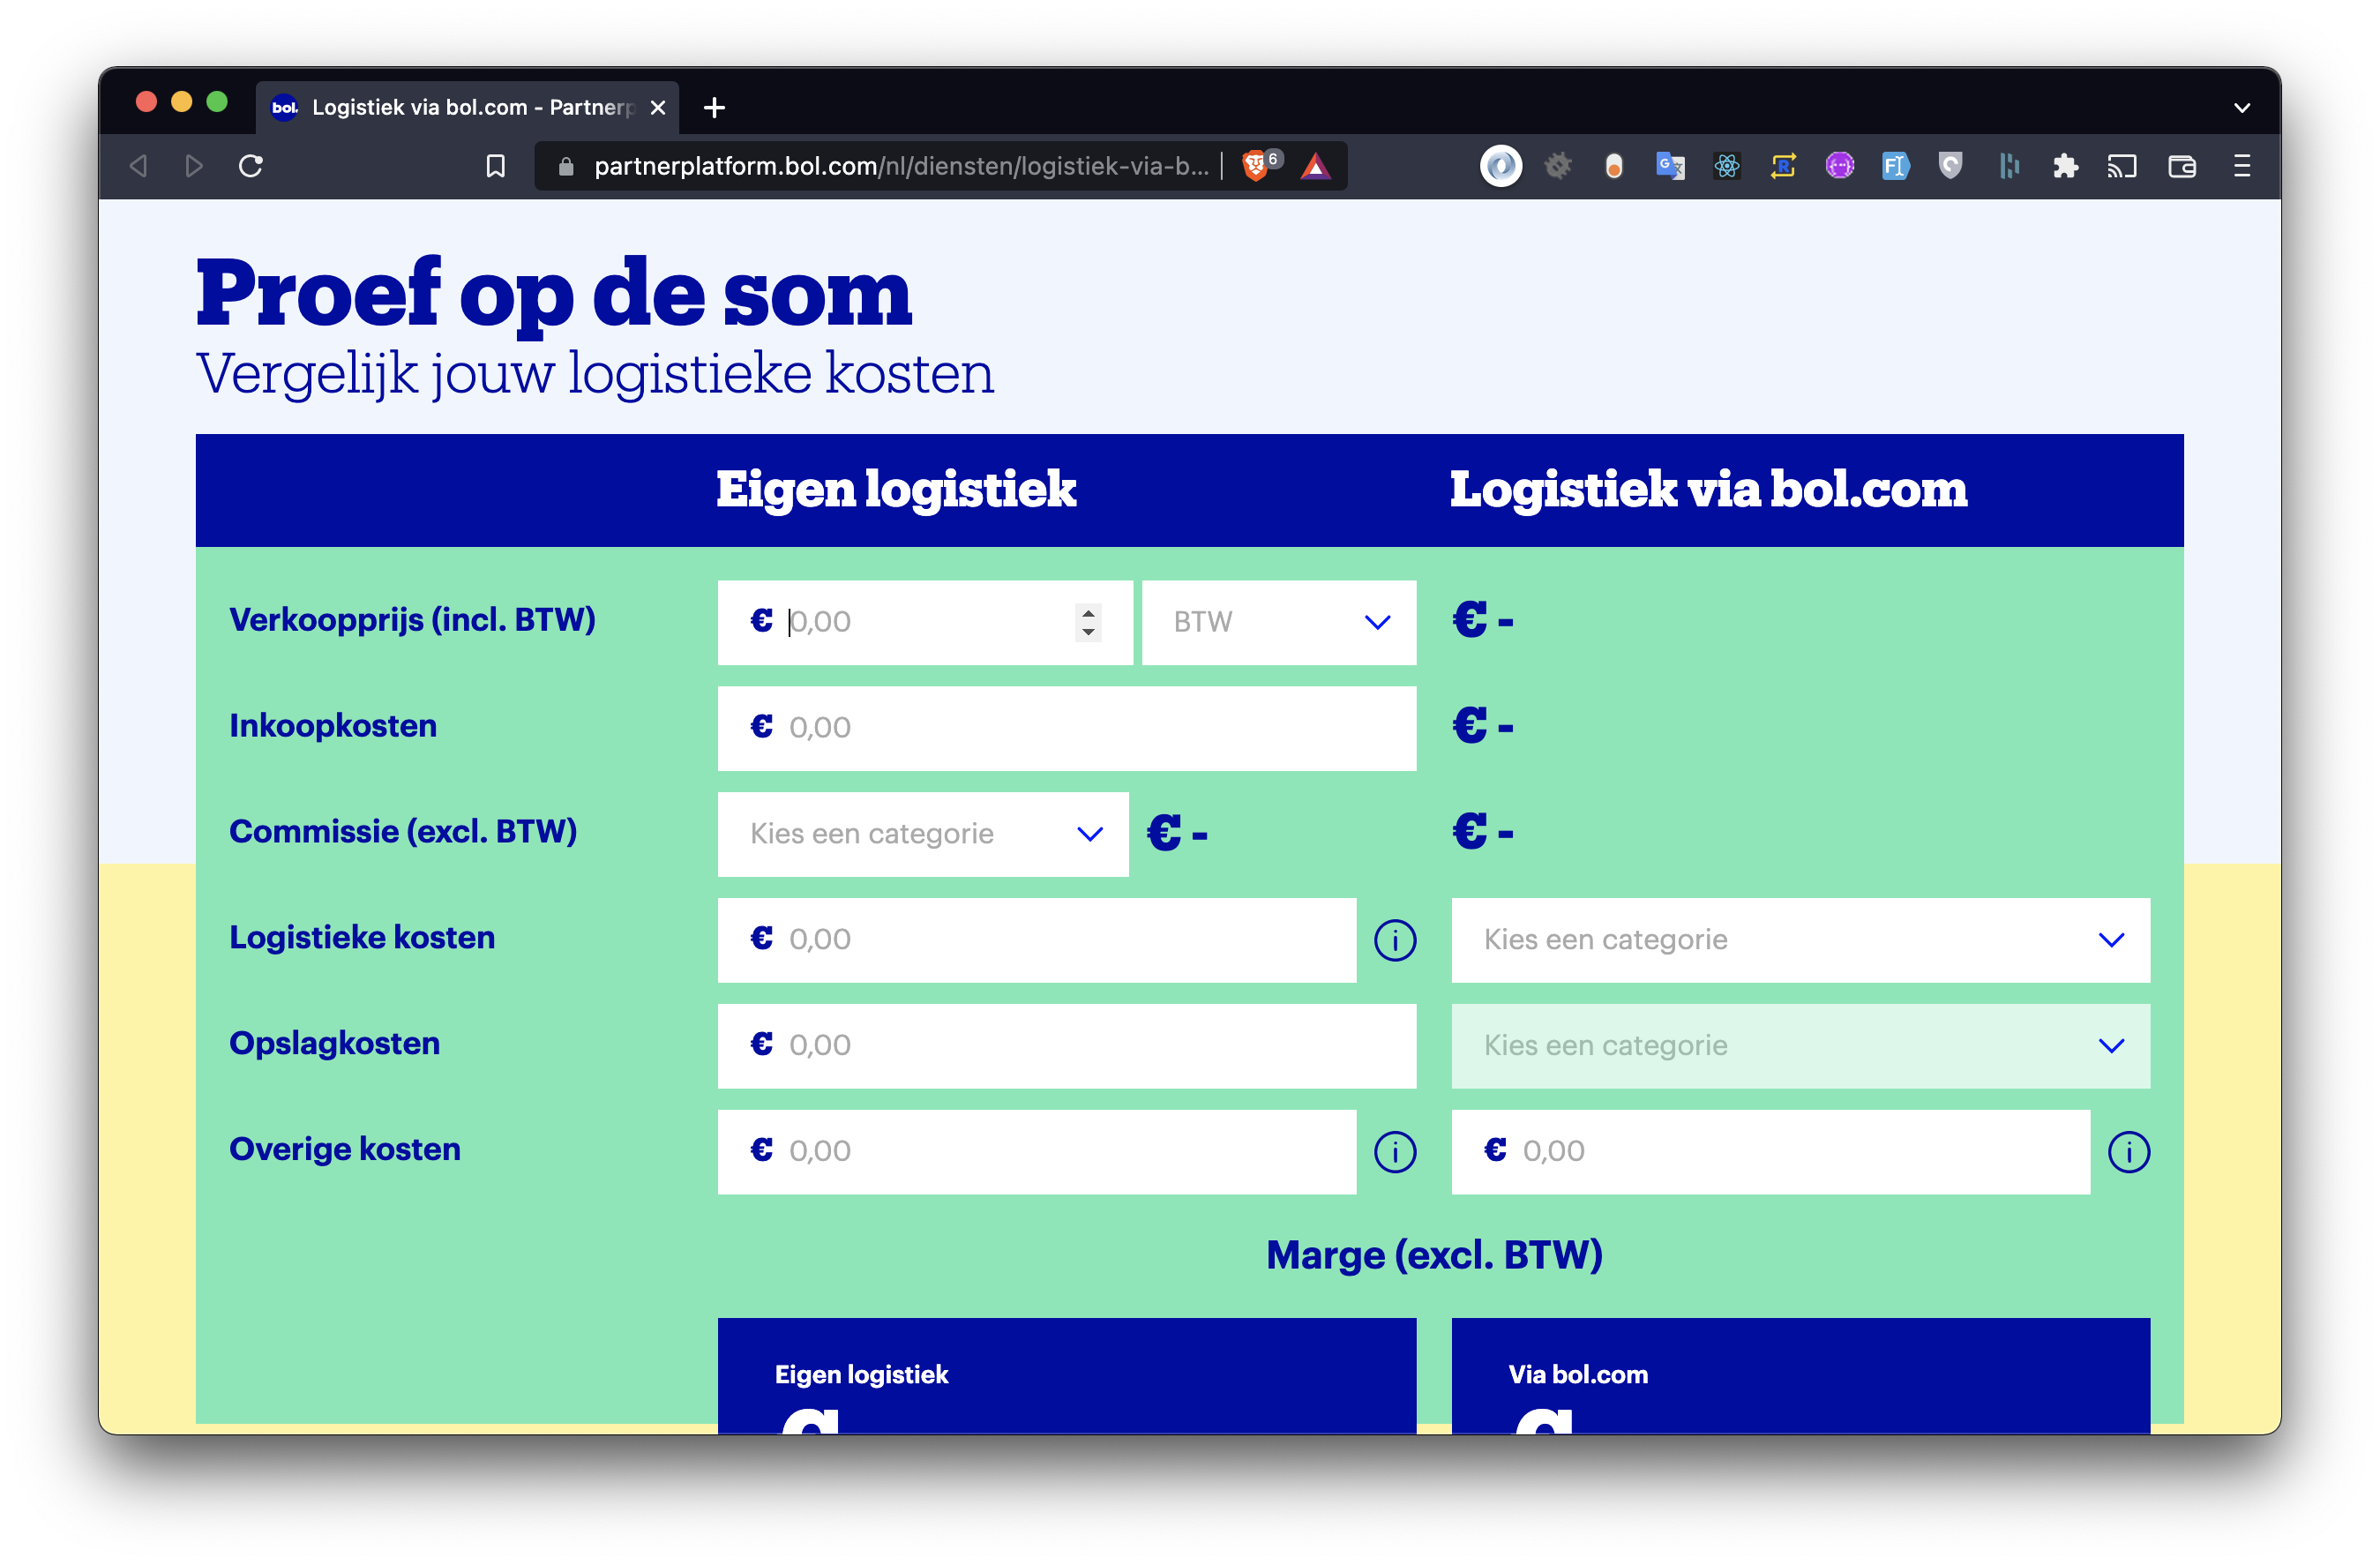 bol.
Logistiek via bol.com - Partnerp
partnerplatform.bol.com/nl/diensten/logistiek-via-b...
6
Proef op de som
Vergelijk jouw logistieke kosten
Eigen logistiek
Logistiek via bol.com
Verkoopprijs (incl. BTW)
€ 0,00
BTW
€ -
Inkoopkosten
€ 0,00
€ -
Commissie (excl. BTW)
Kies een categorie
€ -
€ -
Logistieke kosten
€ 0,00
Kies een categorie
Opslagkosten
€ 0,00
Kies een categorie
Overige kosten
€ 0,00
€ 0,00
Marge (excl. BTW)
Eigen logistiek
Via bol.com